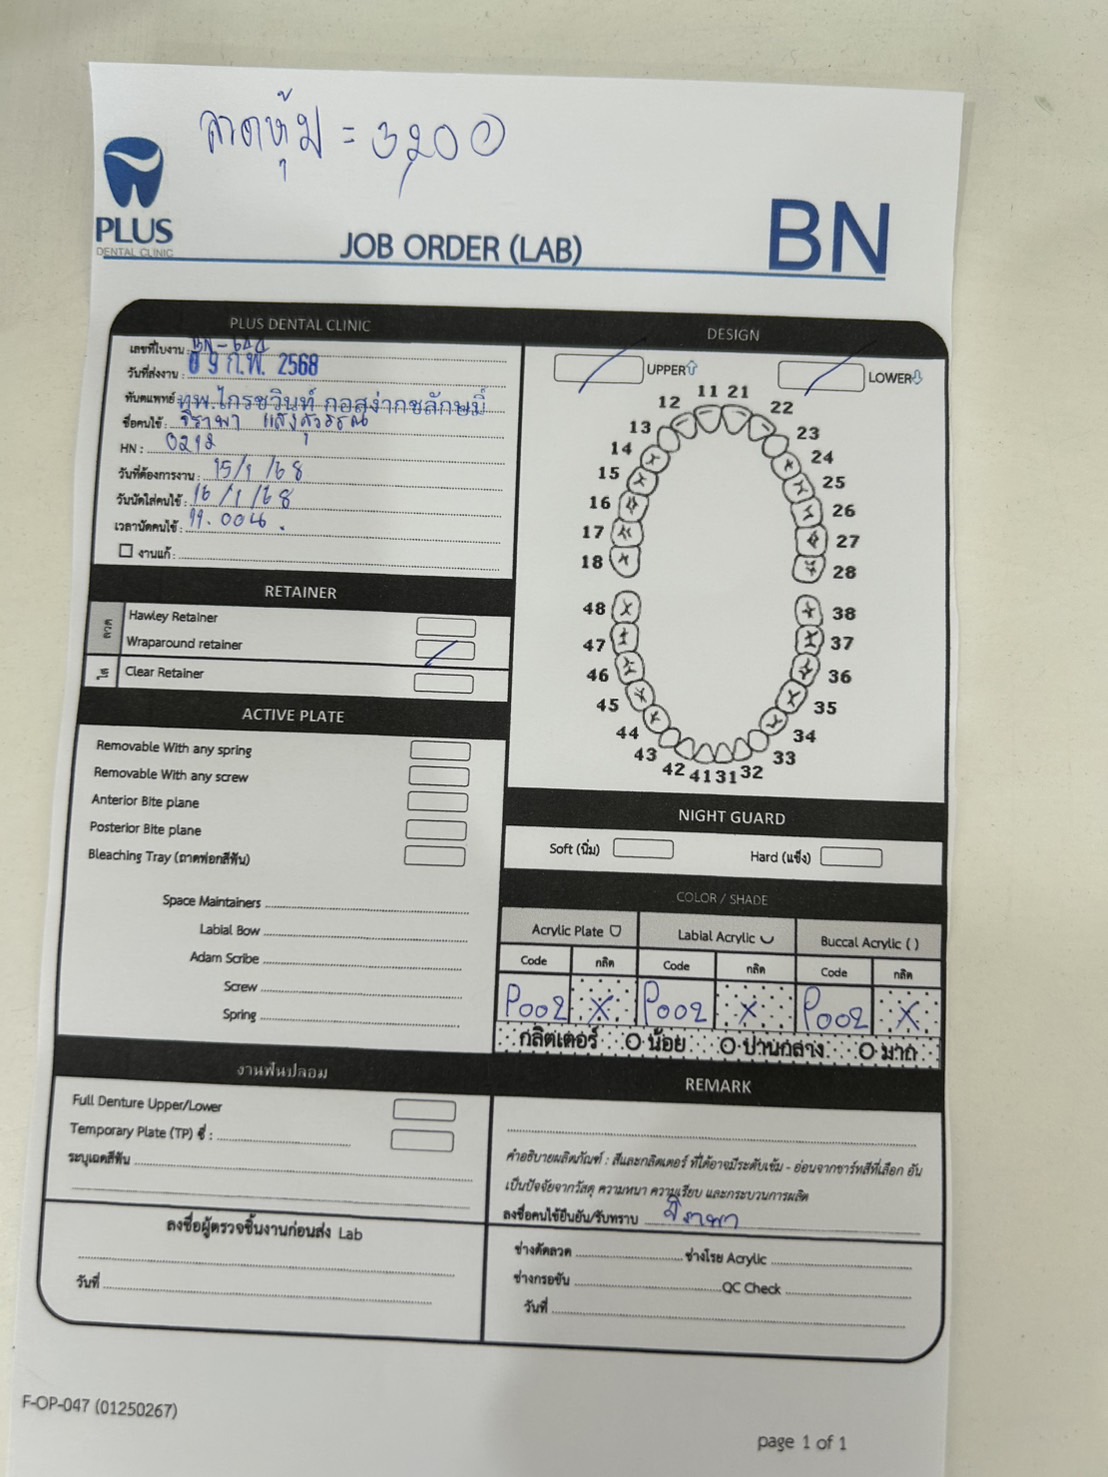 ลวดหุ้ม = 3,200
PLUS
DENTAL CLINIC
JOB ORDER (LAB)
BN
PLUS DENTAL CLINIC
เลขที่ใบงาน : BN-644
วันที่ส่งงาน : 09 ก.พ. 2568
ทันตแพทย์ ทพ.ไกรชวินท์
ชื่อคนไข้ : จิราพา แสงสุวรรณ
HN : 0212
วันที่ต้องการงาน : 15/1/68
วันนัดใส่คนไข้ : 16/1/68
เวลานัดคนไข้ : 11.00น.
งานแก้ :
DESIGN
UPPER
LOWER
11 21
12 22
13 23
14 24
15 25
16 26
17 27
18 28
48 38
47 37
46 36
45 35
44 34
43 33
42 41 31 32
RETAINER
ลวด
Hawley Retainer
Wraparound retainer
ใส
Clear Retainer
ACTIVE PLATE
Removable With any spring
Removable With any screw
Anterior Bite plane
Posterior Bite plane
Bleaching Tray (ถาดฟอกสีฟัน)
Space Maintainers
Labial Bow
Adam Scribe
Screw
Spring
NIGHT GUARD
Soft (นิ่ม) Hard (แข็ง)
COLOR / SHADE
Acrylic Plate Labial Acrylic Buccal Acrylic ( )
Code กลิต Code กลิต Code กลิต
P002 X P002 X P002 X
กลิตเตอร์ น้อย ปานกลาง มาก
งานฟันปลอม
Full Denture Upper/Lower
Temporary Plate (TP) ซี่ :
ระบุเฉดสีฟัน
REMARK
คำอธิบายผลิตภัณฑ์ : สีและกลิตเตอร์ ที่ได้อาจมีระดับเข้ม - อ่อนจากชาร์ทสีที่เลือก อัน
เป็นปัจจัยจากวัสดุ ความหนา ความเรียบ และกระบวนการผลิต
ลงชื่อคนไข้ยืนยัน/รับทราบ จิราพา
ลงชื่อผู้ตรวจชิ้นงานก่อนส่ง Lab
วันที่
ช่างดัดลวด ช่างโรย Acrylic
ช่างกรอขัน QC Check
วันที่
F-OP-047 (01250267)
page 1 of 1